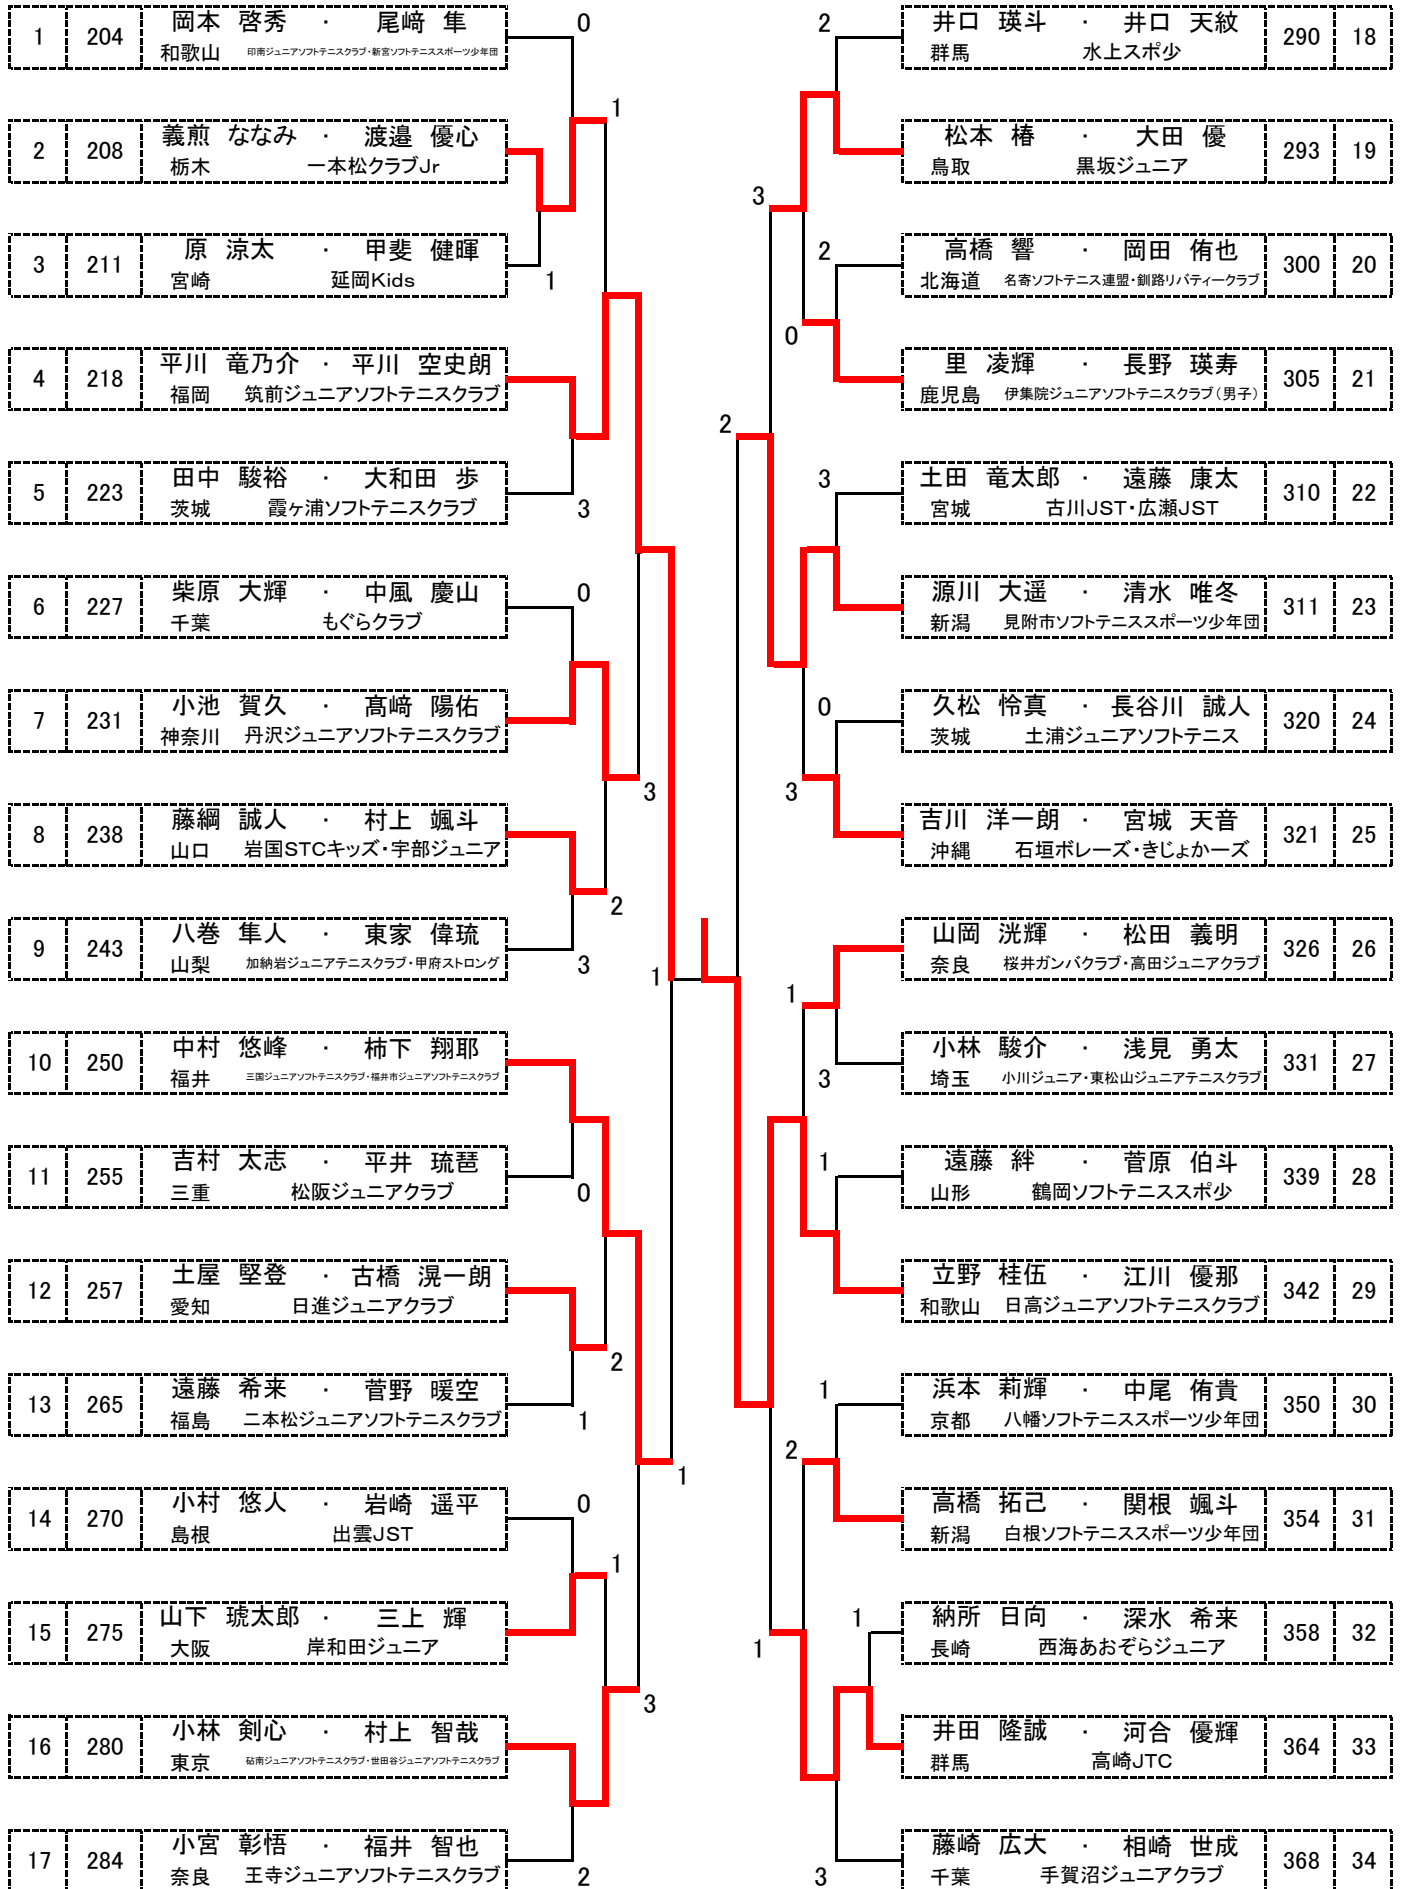 1 204 岡本 啓秀 ・ 尾﨑 隼
和歌山 印南ジュニアソフトテニスクラブ・新宮ソフトテニススポーツ少年団
2 208 義煎 ななみ ・ 渡邉 優心
栃木 一本松クラブJr
3 211 原 涼太 ・ 甲斐 健暉
宮崎 延岡Kids
4 218 平川 竜乃介 ・ 平川 空史朗
福岡 筑前ジュニアソフトテニスクラブ
5 223 田中 駿裕 ・ 大和田 歩
茨城 霞ヶ浦ソフトテニスクラブ
6 227 柴原 大輝 ・ 中風 慶山
千葉 もぐらクラブ
7 231 小池 賀久 ・ 髙﨑 陽佑
神奈川 丹沢ジュニアソフトテニスクラブ
8 238 藤綱 誠人 ・ 村上 颯斗
山口 岩国STCキッズ・宇部ジュニア
9 243 八巻 隼人 ・ 東家 偉琉
山梨 加納岩ジュニアテニスクラブ・甲府ストロング
10 250 中村 悠峰 ・ 柿下 翔耶
福井 三国ジュニアソフトテニスクラブ・福井市ジュニアソフトテニスクラブ
11 255 吉村 太志 ・ 平井 琉琶
三重 松阪ジュニアクラブ
12 257 土屋 堅登 ・ 古橋 滉一朗
愛知 日進ジュニアクラブ
13 265 遠藤 希来 ・ 菅野 暖空
福島 二本松ジュニアソフトテニスクラブ
14 270 小村 悠人 ・ 岩崎 遥平
島根 出雲JST
15 275 山下 琥太郎 ・ 三上 輝
大阪 岸和田ジュニア
16 280 小林 剣心 ・ 村上 智哉
東京 砧南ジュニアソフトテニスクラブ・世田谷ジュニアソフトテニスクラブ
17 284 小宮 彰悟 ・ 福井 智也
奈良 王寺ジュニアソフトテニスクラブ
0
1
1
3
0
3
2
3
1
0
2
1
1
0
1
3
2
2
3
2
0
2
3
0
3
1
3
1
1
2
1
1
3
井口 瑛斗 ・ 井口 天紋 290 18
群馬 水上スポ少
松本 椿 ・ 大田 優 293 19
鳥取 黒坂ジュニア
高橋 響 ・ 岡田 侑也 300 20
北海道 名寄ソフトテニス連盟・釧路リバティークラブ
里 凌輝 ・ 長野 瑛寿 305 21
鹿児島 伊集院ジュニアソフトテニスクラブ（男子）
土田 竜太郎 ・ 遠藤 康太 310 22
宮城 古川JST・広瀬JST
源川 大遥 ・ 清水 唯冬 311 23
新潟 見附市ソフトテニススポーツ少年団
久松 怜真 ・ 長谷川 誠人 320 24
茨城 土浦ジュニアソフトテニス
吉川 洋一朗 ・ 宮城 天音 321 25
沖縄 石垣ボレーズ・きじょかーズ
山岡 洸輝 ・ 松田 義明 326 26
奈良 桜井ガンバクラブ・高田ジュニアクラブ
小林 駿介 ・ 浅見 勇太 331 27
埼玉 小川ジュニア・東松山ジュニアテニスクラブ
遠藤 絆 ・ 菅原 伯斗 339 28
山形 鶴岡ソフトテニススポ少
立野 桂伍 ・ 江川 優那 342 29
和歌山 日高ジュニアソフトテニスクラブ
浜本 莉輝 ・ 中尾 侑貴 350 30
京都 八幡ソフトテニススポーツ少年団
高橋 拓己 ・ 関根 颯斗 354 31
新潟 白根ソフトテニススポーツ少年団
納所 日向 ・ 深水 希来 358 32
長崎 西海あおぞらジュニア
井田 隆誠 ・ 河合 優輝 364 33
群馬 高崎JTC
藤崎 広大 ・ 相崎 世成 368 34
千葉 手賀沼ジュニアクラブ